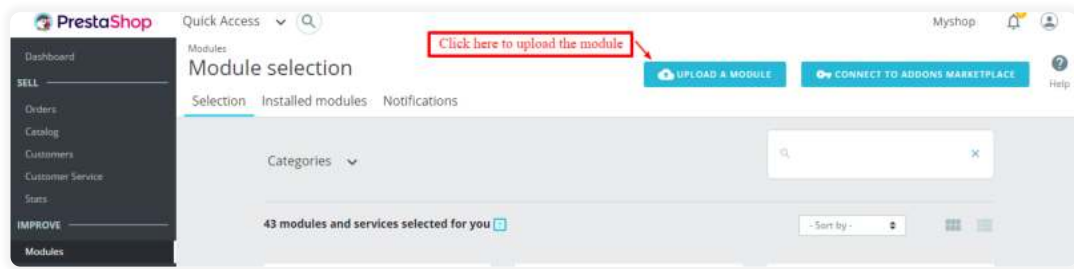 PrestaShop
Quick Access
Myshop
Dashboard
SELL
Orders
Catalog
Customers
Customer Service
Stats
IMPROVE
Modules
Modules
Module selection
Click here to upload the module
UPLOAD A MODULE
CONNECT TO ADDONS MARKETPLACE
Help
Selection Installed modules Notifications
Categories
43 modules and services selected for you
- Sort by -